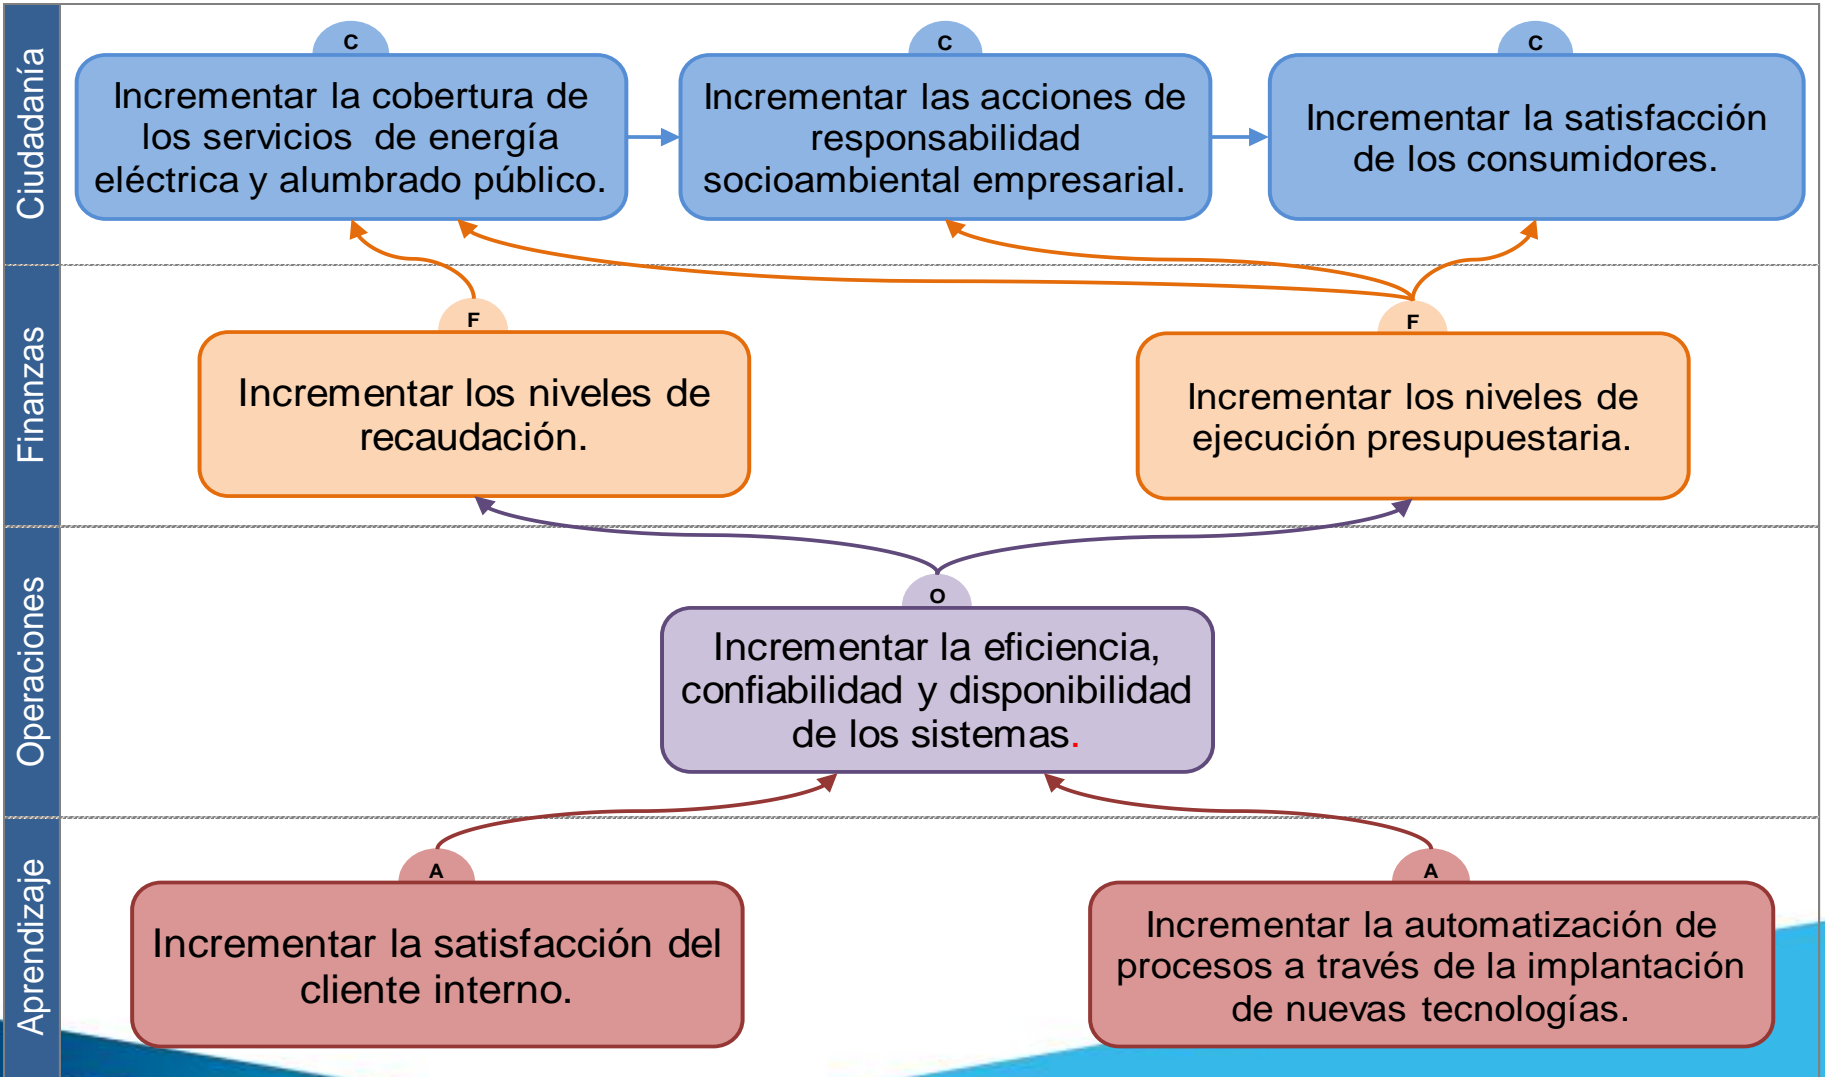 Ciudadanía
C
Incrementar la cobertura de
los servicios de energía
eléctrica y alumbrado público.
C
Incrementar las acciones de
responsabilidad
socioambiental empresarial.
C
Incrementar la satisfacción
de los consumidores.
Finanzas
F
Incrementar los niveles de
recaudación.
F
Incrementar los niveles de
ejecución presupuestaria.
Operaciones
O
Incrementar la eficiencia,
confiabilidad y disponibilidad
de los sistemas.
Aprendizaje
A
Incrementar la satisfacción del
cliente interno.
A
Incrementar la automatización de
procesos a través de la implantación
de nuevas tecnologías.